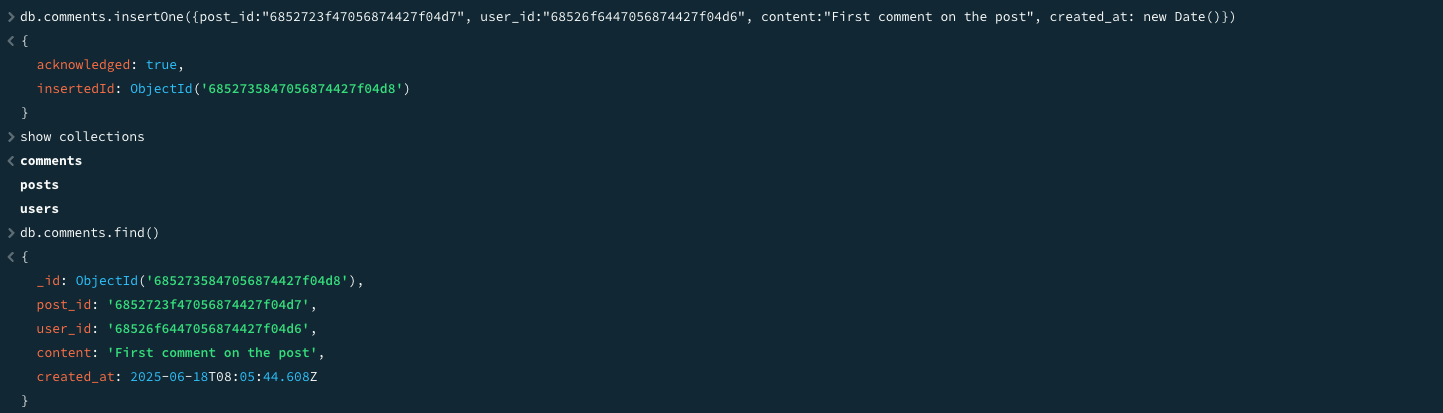 > db.comments.insertOne({post_id:"6852723f47056874427f04d7", user_id:"68526f6447056874427f04d6", content:"First comment on the post", created_at: new Date()})
< {
acknowledged: true,
insertedId: ObjectId('6852735847056874427f04d8')
}
> show collections
< comments
posts
users
> db.comments.find()
< {
_id: ObjectId('6852735847056874427f04d8'),
post_id: '6852723f47056874427f04d7',
user_id: '68526f6447056874427f04d6',
content: 'First comment on the post',
created_at: 2025-06-18T08:05:44.608Z
}